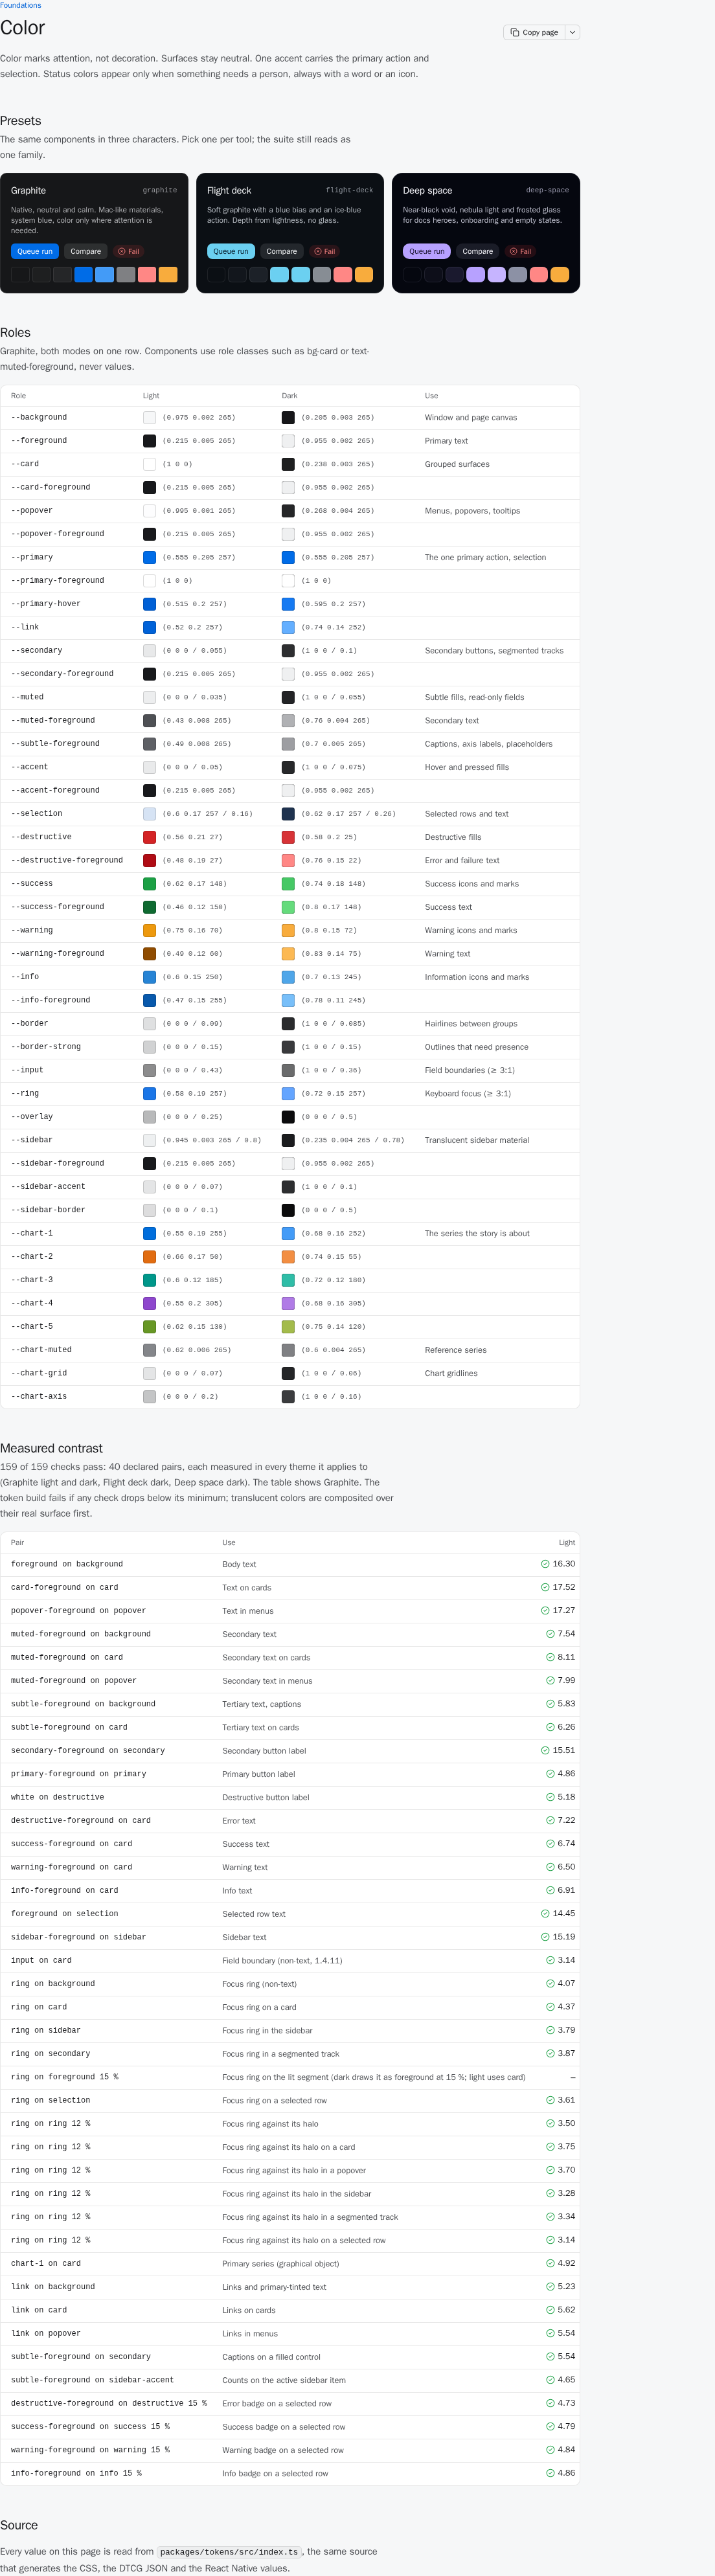 Foundations
Color
Copy page
Color marks attention, not decoration. Surfaces stay neutral. One accent carries the primary action and
selection. Status colors appear only when something needs a person, always with a word or an icon.
Presets
The same components in three characters. Pick one per tool; the suite still reads as
one family.
Graphite graphite
Native, neutral and calm. Mac-like materials,
system blue, color only where attention is
needed.
Queue run Compare Fail
Flight deck flight-deck
Soft graphite with a blue bias and an ice-blue
action. Depth from lightness, no glass.
Queue run Compare Fail
Deep space deep-space
Near-black void, nebula light and frosted glass
for docs heroes, onboarding and empty states.
Queue run Compare Fail
Roles
Graphite, both modes on one row. Components use role classes such as bg-card or text-
muted-foreground, never values.
Role Light Dark Use
--background (0.975 0.002 265) (0.205 0.003 265) Window and page canvas
--foreground (0.215 0.005 265) (0.955 0.002 265) Primary text
--card (1 0 0) (0.238 0.003 265) Grouped surfaces
--card-foreground (0.215 0.005 265) (0.955 0.002 265)
--popover (0.995 0.001 265) (0.268 0.004 265) Menus, popovers, tooltips
--popover-foreground (0.215 0.005 265) (0.955 0.002 265)
--primary (0.555 0.205 257) (0.555 0.205 257) The one primary action, selection
--primary-foreground (1 0 0) (1 0 0)
--primary-hover (0.515 0.2 257) (0.595 0.2 257)
--link (0.52 0.2 257) (0.74 0.14 252)
--secondary (0 0 0 / 0.055) (1 0 0 / 0.1) Secondary buttons, segmented tracks
--secondary-foreground (0.215 0.005 265) (0.955 0.002 265)
--muted (0 0 0 / 0.035) (1 0 0 / 0.055) Subtle fills, read-only fields
--muted-foreground (0.43 0.008 265) (0.76 0.004 265) Secondary text
--subtle-foreground (0.49 0.008 265) (0.7 0.005 265) Captions, axis labels, placeholders
--accent (0 0 0 / 0.05) (1 0 0 / 0.075) Hover and pressed fills
--accent-foreground (0.215 0.005 265) (0.955 0.002 265)
--selection (0.6 0.17 257 / 0.16) (0.62 0.17 257 / 0.26) Selected rows and text
--destructive (0.56 0.21 27) (0.58 0.2 25) Destructive fills
--destructive-foreground (0.48 0.19 27) (0.76 0.15 22) Error and failure text
--success (0.62 0.17 148) (0.74 0.18 148) Success icons and marks
--success-foreground (0.46 0.12 150) (0.8 0.17 148) Success text
--warning (0.75 0.16 70) (0.8 0.15 72) Warning icons and marks
--warning-foreground (0.49 0.12 60) (0.83 0.14 75) Warning text
--info (0.6 0.15 250) (0.7 0.13 245) Information icons and marks
--info-foreground (0.47 0.15 255) (0.78 0.11 245)
--border (0 0 0 / 0.09) (1 0 0 / 0.085) Hairlines between groups
--border-strong (0 0 0 / 0.15) (1 0 0 / 0.15) Outlines that need presence
--input (0 0 0 / 0.43) (1 0 0 / 0.36) Field boundaries (≥ 3:1)
--ring (0.58 0.19 257) (0.72 0.15 257) Keyboard focus (≥ 3:1)
--overlay (0 0 0 / 0.25) (0 0 0 / 0.5)
--sidebar (0.945 0.003 265 / 0.8) (0.235 0.004 265 / 0.78) Translucent sidebar material
--sidebar-foreground (0.215 0.005 265) (0.955 0.002 265)
--sidebar-accent (0 0 0 / 0.07) (1 0 0 / 0.1)
--sidebar-border (0 0 0 / 0.1) (0 0 0 / 0.5)
--chart-1 (0.55 0.19 255) (0.68 0.16 252) The series the story is about
--chart-2 (0.66 0.17 50) (0.74 0.15 55)
--chart-3 (0.6 0.12 185) (0.72 0.12 180)
--chart-4 (0.55 0.2 305) (0.68 0.16 305)
--chart-5 (0.62 0.15 130) (0.75 0.14 120)
--chart-muted (0.62 0.006 265) (0.6 0.004 265) Reference series
--chart-grid (0 0 0 / 0.07) (1 0 0 / 0.06) Chart gridlines
--chart-axis (0 0 0 / 0.2) (1 0 0 / 0.16)
Measured contrast
159 of 159 checks pass: 40 declared pairs, each measured in every theme it applies to
(Graphite light and dark, Flight deck dark, Deep space dark). The table shows Graphite. The
token build fails if any check drops below its minimum; translucent colors are composited over
their real surface first.
Pair Use Light
foreground on background Body text 16.30
card-foreground on card Text on cards 17.52
popover-foreground on popover Text in menus 17.27
muted-foreground on background Secondary text 7.54
muted-foreground on card Secondary text on cards 8.11
muted-foreground on popover Secondary text in menus 7.99
subtle-foreground on background Tertiary text, captions 5.83
subtle-foreground on card Tertiary text on cards 6.26
secondary-foreground on secondary Secondary button label 15.51
primary-foreground on primary Primary button label 4.86
white on destructive Destructive button label 5.18
destructive-foreground on card Error text 7.22
success-foreground on card Success text 6.74
warning-foreground on card Warning text 6.50
info-foreground on card Info text 6.91
foreground on selection Selected row text 14.45
sidebar-foreground on sidebar Sidebar text 15.19
input on card Field boundary (non-text, 1.4.11) 3.14
ring on background Focus ring (non-text) 4.07
ring on card Focus ring on a card 4.37
ring on sidebar Focus ring in the sidebar 3.79
ring on secondary Focus ring in a segmented track 3.87
ring on foreground 15 % Focus ring on the lit segment (dark draws it as foreground at 15 %; light uses card) –
ring on selection Focus ring on a selected row 3.61
ring on ring 12 % Focus ring against its halo 3.50
ring on ring 12 % Focus ring against its halo on a card 3.75
ring on ring 12 % Focus ring against its halo in a popover 3.70
ring on ring 12 % Focus ring against its halo in the sidebar 3.28
ring on ring 12 % Focus ring against its halo in a segmented track 3.34
ring on ring 12 % Focus ring against its halo on a selected row 3.14
chart-1 on card Primary series (graphical object) 4.92
link on background Links and primary-tinted text 5.23
link on card Links on cards 5.62
link on popover Links in menus 5.54
subtle-foreground on secondary Captions on a filled control 5.54
subtle-foreground on sidebar-accent Counts on the active sidebar item 4.65
destructive-foreground on destructive 15 % Error badge on a selected row 4.73
success-foreground on success 15 % Success badge on a selected row 4.79
warning-foreground on warning 15 % Warning badge on a selected row 4.84
info-foreground on info 15 % Info badge on a selected row 4.86
Source
Every value on this page is read from packages/tokens/src/index.ts, the same source
that generates the CSS, the DTCG JSON and the React Native values.